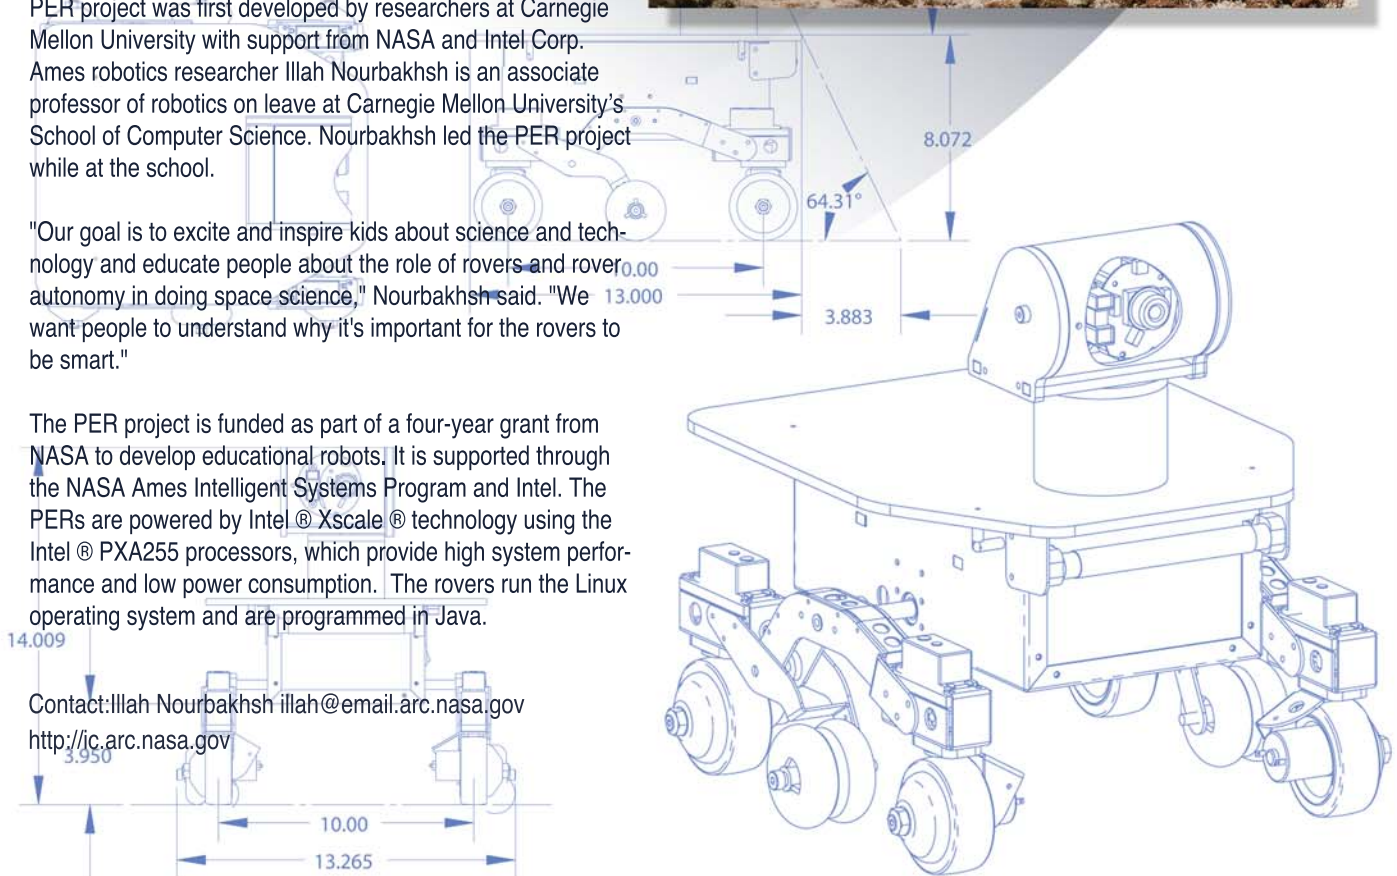 PER project was first developed by researchers at Carnegie
Mellon University with support from NASA and Intel Corp.
Ames robotics researcher Illah Nourbakhsh is an associate
professor of robotics on leave at Carnegie Mellon University’s
School of Computer Science. Nourbakhsh led the PER project
while at the school.
"Our goal is to excite and inspire kids about science and tech-
nology and educate people about the role of rovers and rover
autonomy in doing space science," Nourbakhsh said. "We
want people to understand why it's important for the rovers to
be smart."
The PER project is funded as part of a four-year grant from
NASA to develop educational robots. It is supported through
the NASA Ames Intelligent Systems Program and Intel. The
PERs are powered by Intel ® Xscale ® technology using the
Intel ® PXA255 processors, which provide high system perfor-
mance and low power consumption.  The rovers run the Linux
operating system and are programmed in Java.
Contact:Illah Nourbakhsh illah@email.arc.nasa.gov
http://ic.arc.nasa.gov
8.072
64.31°
10.00
13.000
3.883
14.009
3.950
10.00
13.265